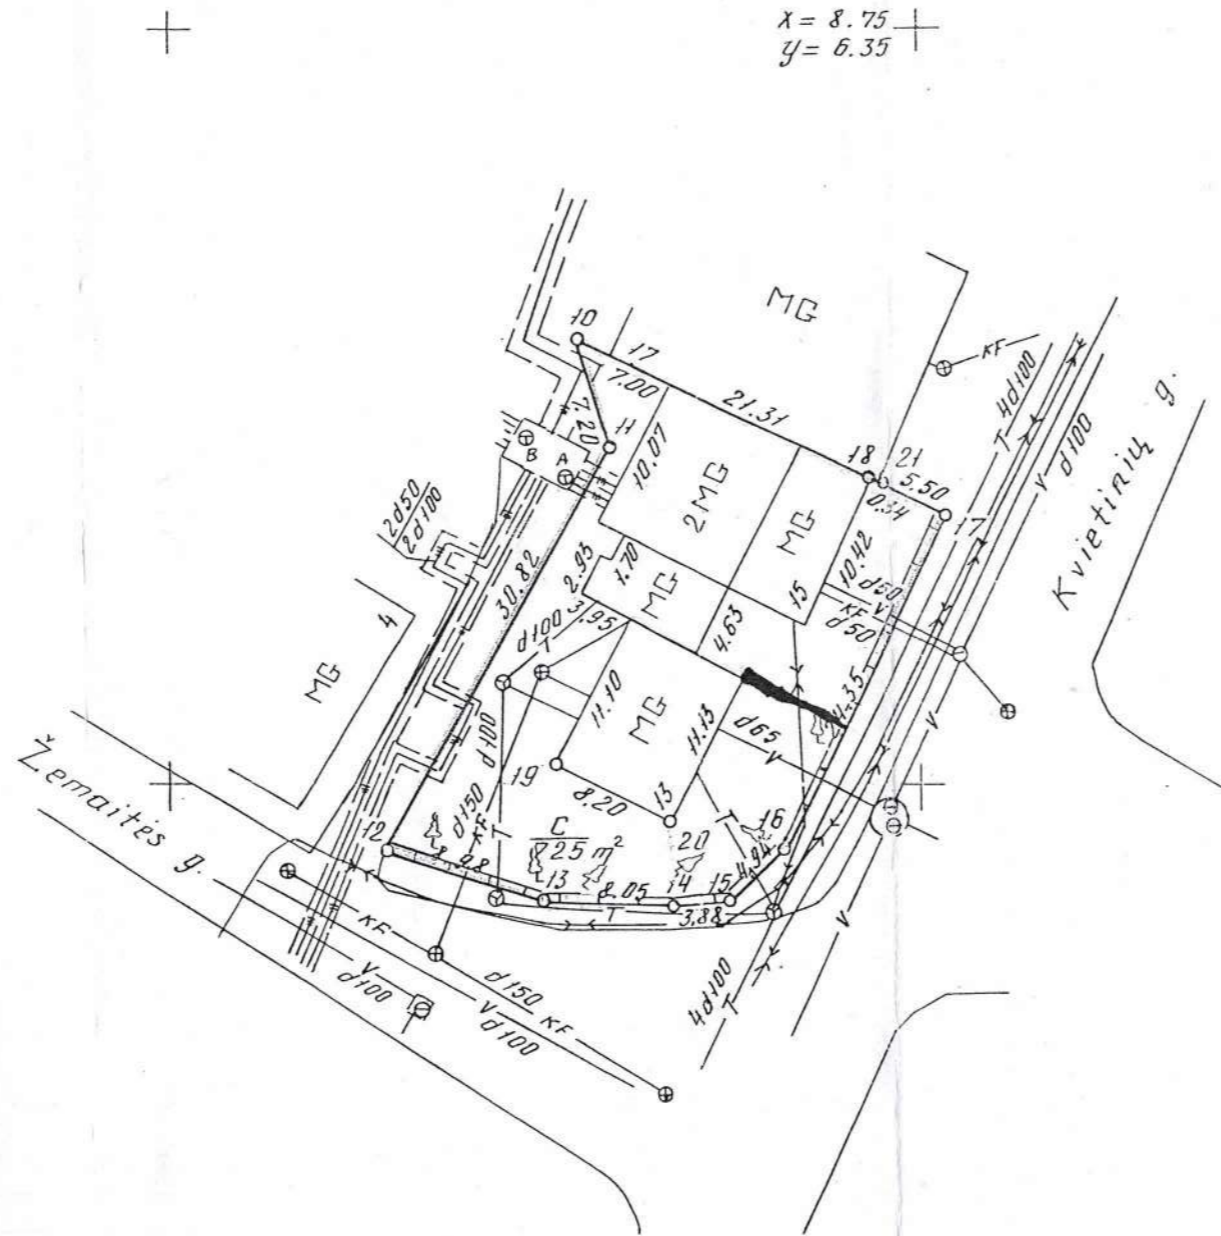 X = 8.75
y = 6.35
MG
10
17
7.00
KF
4d100
T
21.31
7.20
11
18
21
5.50
0.34
V
d100
B
A
10.07
2MG
MG
17
Kvietinių g.
2d50
2d100
30.82
2.93
1.70
MG
15
10.42
d50
V
KF
d50
4
3.95
d100
T
4.63
MG
11.10
MG
11.13
d65
V
V
d100
19
8.20
13
16
Žemaitės g.
12
d150
KF
T
C
725 m²
20
4.94
13
8.05
14
15
T
3.88
V
KF
V
d100
d150
KF
V
d100
4d100
T